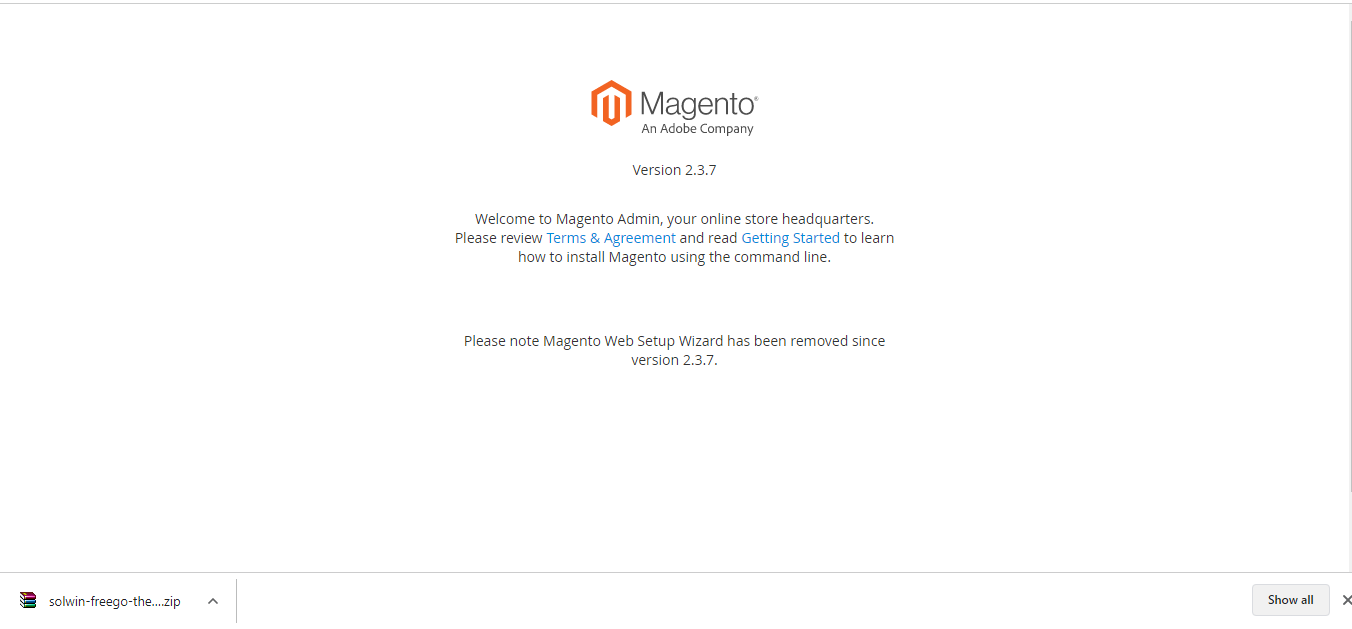 Magento®
An Adobe Company
Version 2.3.7
Welcome to Magento Admin, your online store headquarters.
Please review Terms & Agreement and read Getting Started to learn
how to install Magento using the command line.
Please note Magento Web Setup Wizard has been removed since
version 2.3.7.
solwin-freego-the....zip
Show all